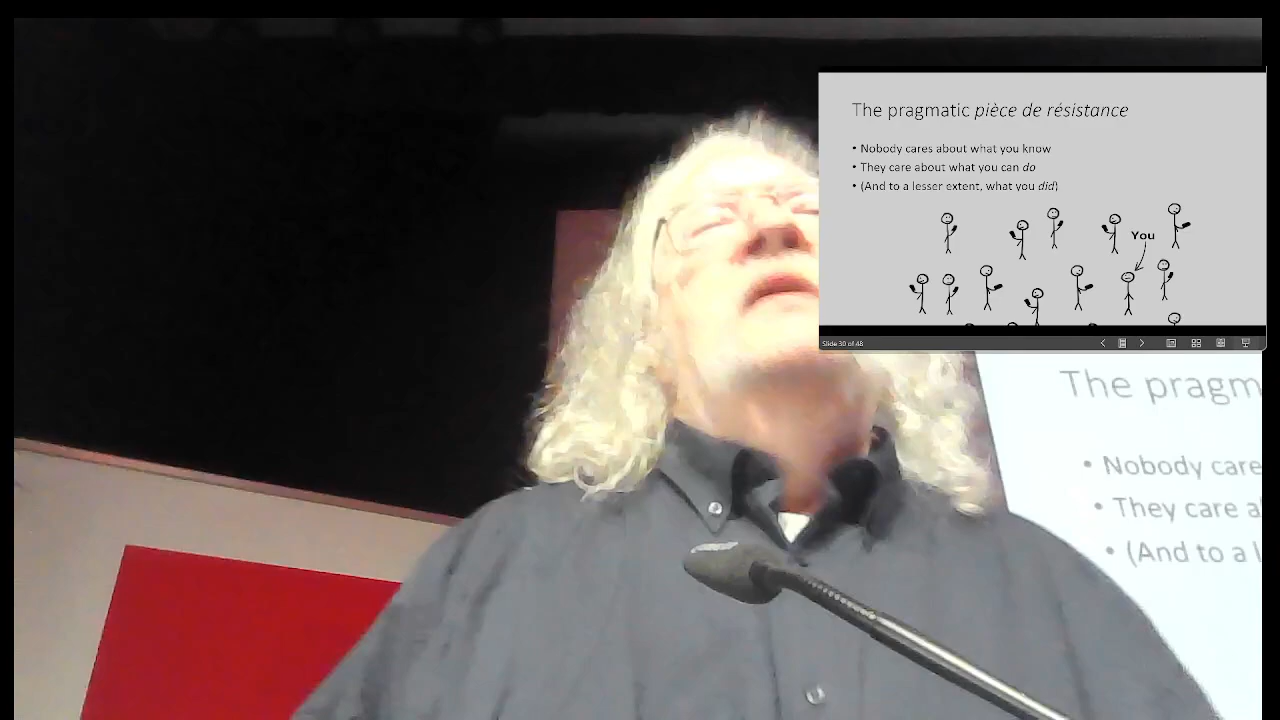 The pragmatic pièce de résistance
• Nobody cares about what you know
• They care about what you can do
• (And to a lesser extent, what you did)
You
Slide 30 of 48
The pragm
• Nobody care
• They care a
• (And to a l